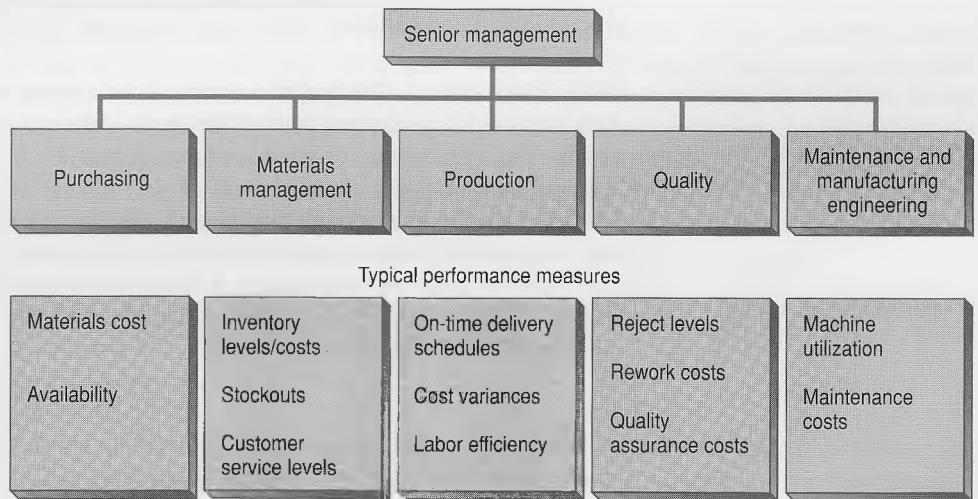 Senior management
Purchasing
Materials
management
Production
Quality
Maintenance and
manufacturing
engineering
Typical performance measures
Materials cost
Availability
Inventory
levels/costs
Stockouts
Customer
service levels
On-time delivery
schedules
Cost variances
Labor efficiency
Reject levels
Rework costs
Quality
assurance costs
Machine
utilization
Maintenance
costs